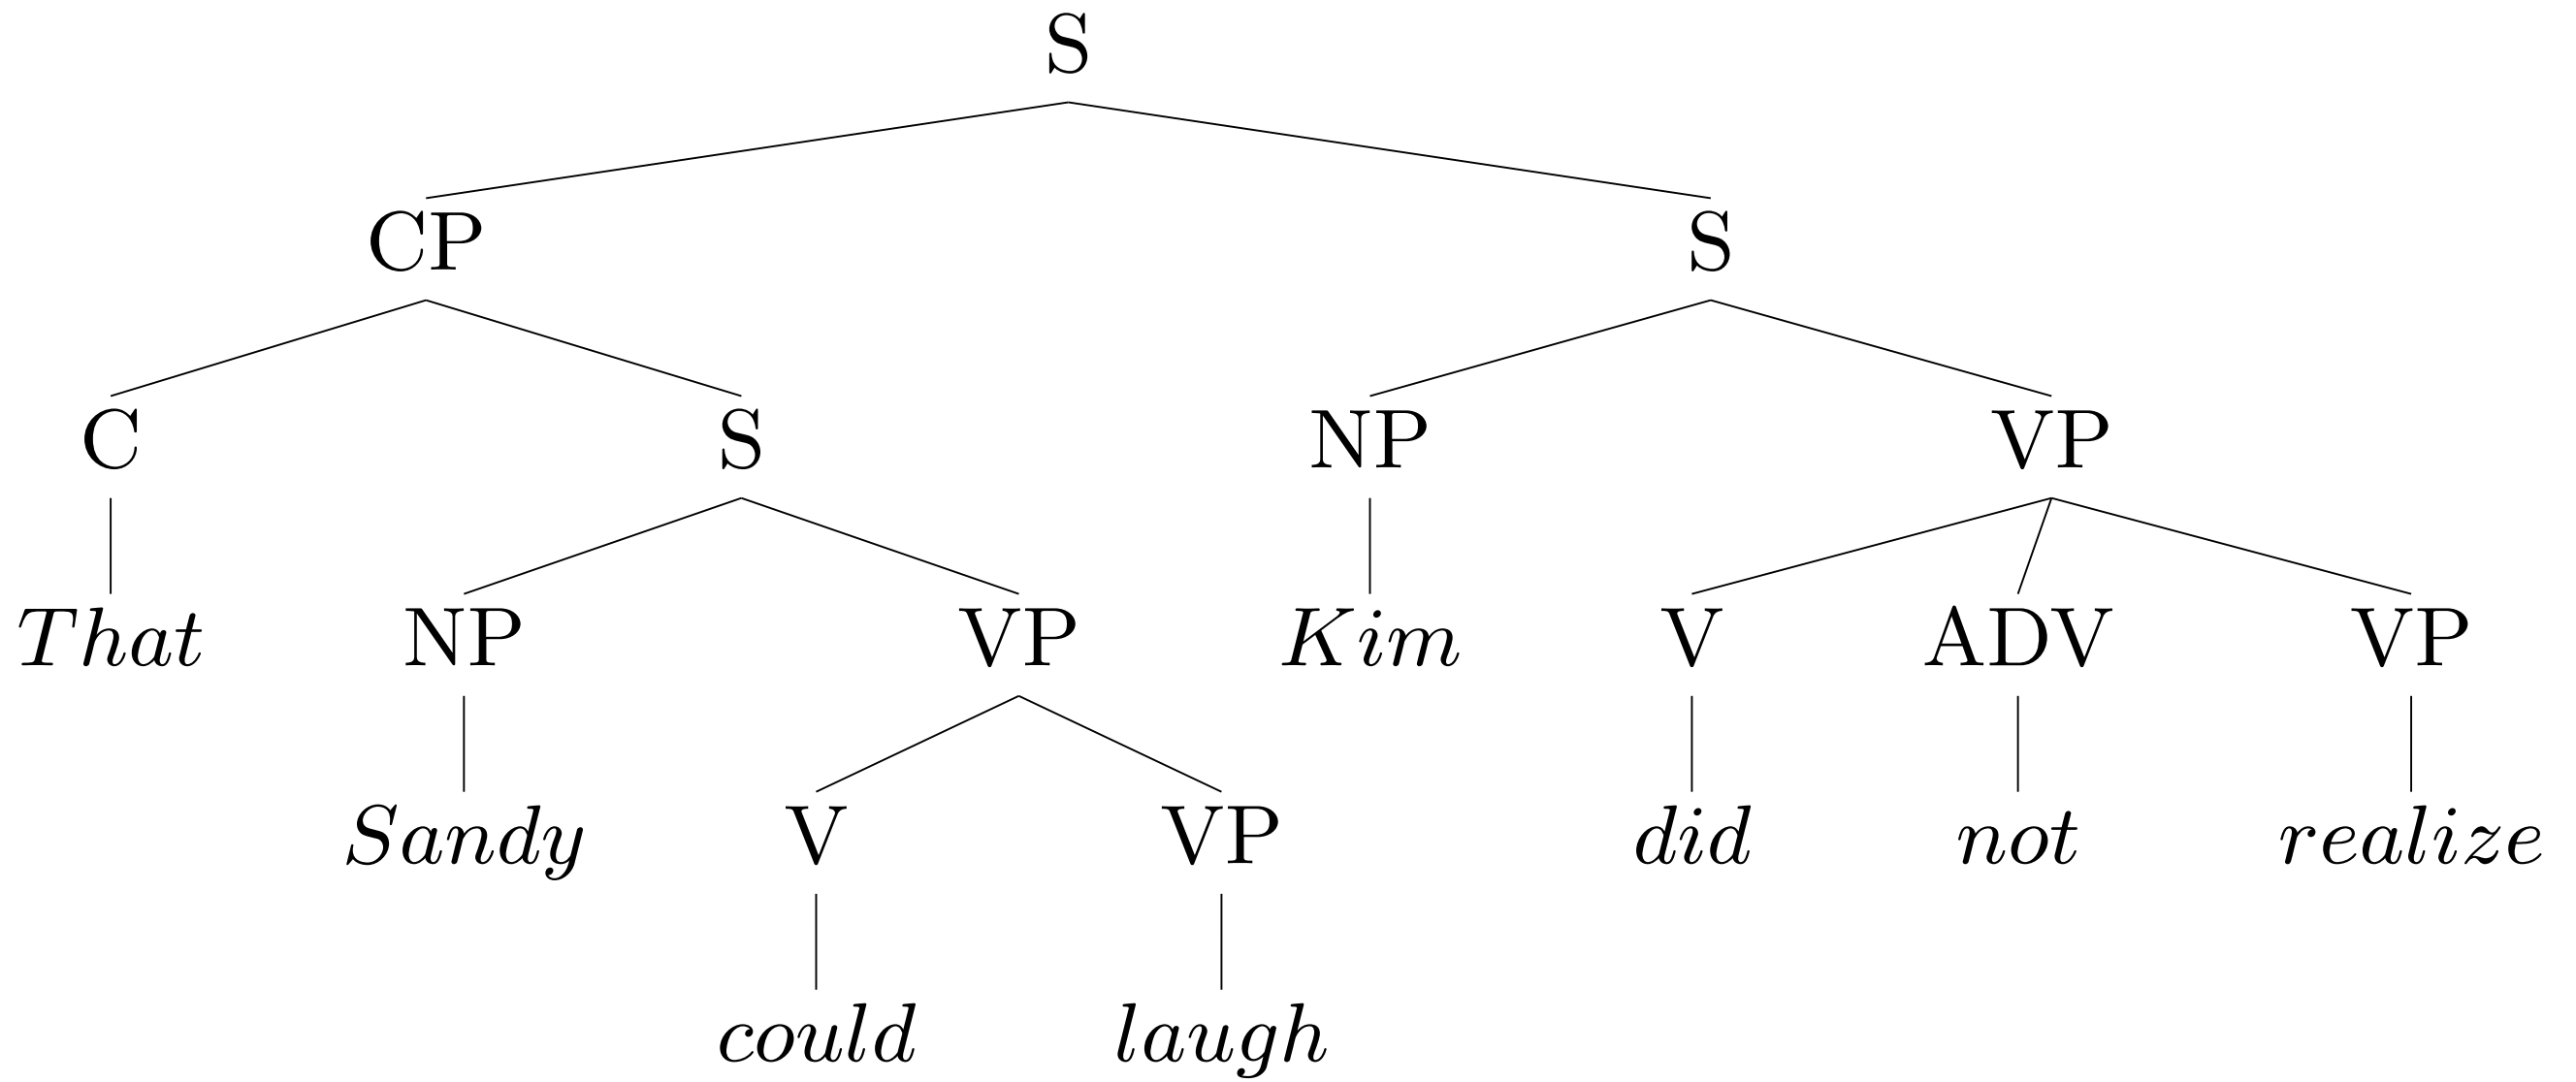 S
CP S
C S NP VP
That NP VP Kim V ADV VP
Sandy V VP did not realize
could laugh